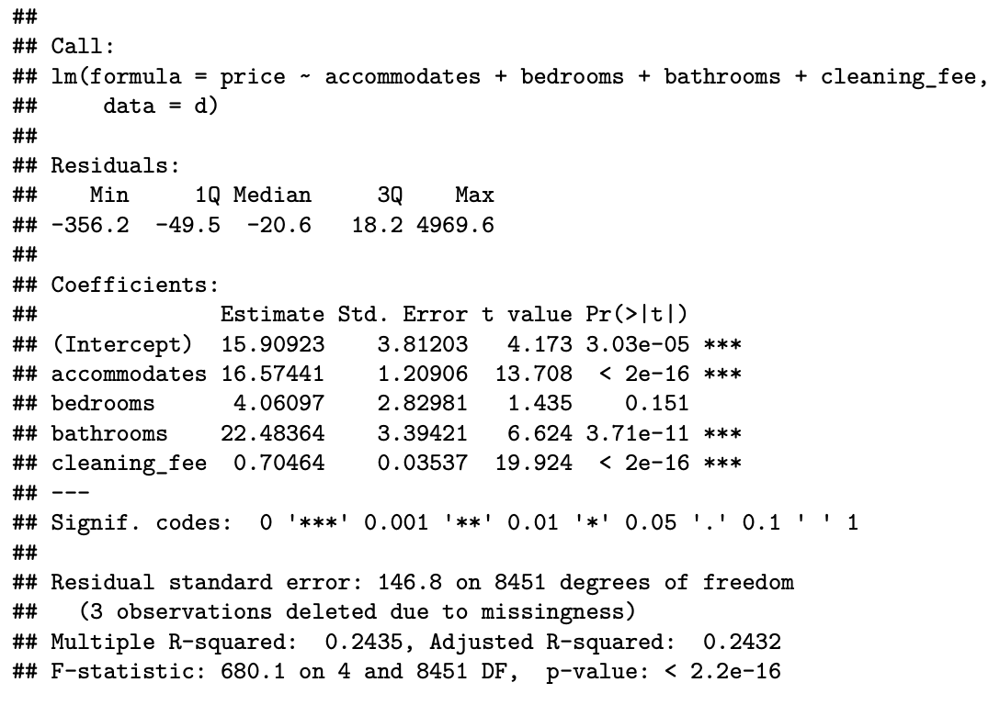 ##
## Call:
## lm(formula = price ~ accommodates + bedrooms + bathrooms + cleaning_fee,
##     data = d)
##
## Residuals:
##    Min     1Q Median     3Q    Max
## -356.2  -49.5  -20.6   18.2 4969.6
##
## Coefficients:
##              Estimate Std. Error t value Pr(>|t|)
## (Intercept)  15.90923    3.81203   4.173 3.03e-05 ***
## accommodates 16.57441    1.20906  13.708  < 2e-16 ***
## bedrooms      4.06097    2.82981   1.435    0.151
## bathrooms    22.48364    3.39421   6.624 3.71e-11 ***
## cleaning_fee  0.70464    0.03537  19.924  < 2e-16 ***
## ---
## Signif. codes:  0 '***' 0.001 '**' 0.01 '*' 0.05 '.' 0.1 ' ' 1
##
## Residual standard error: 146.8 on 8451 degrees of freedom
##   (3 observations deleted due to missingness)
## Multiple R-squared:  0.2435, Adjusted R-squared:  0.2432
## F-statistic: 680.1 on 4 and 8451 DF,  p-value: < 2.2e-16